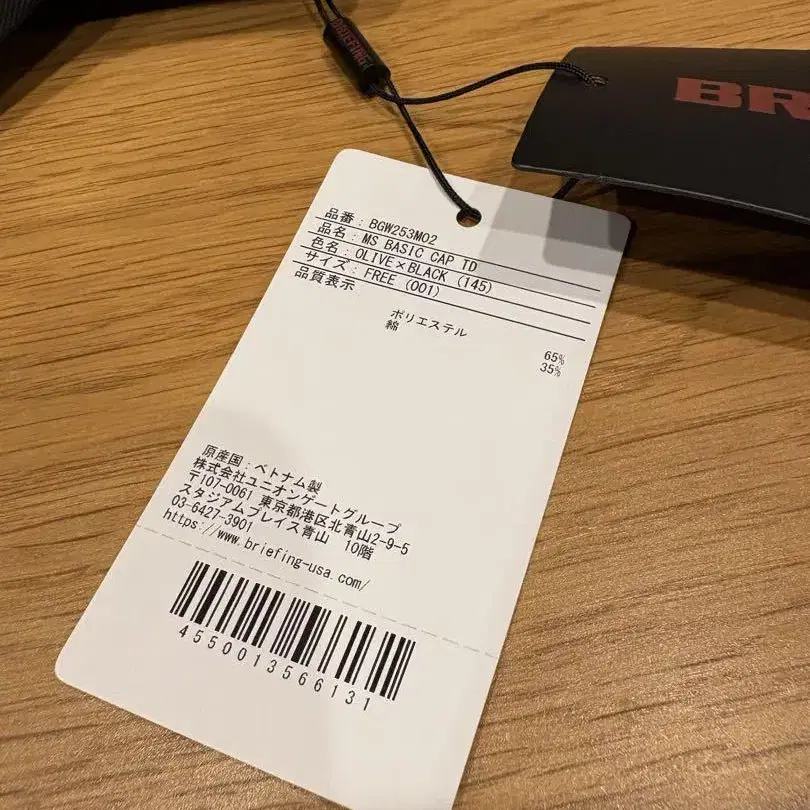 BRIEFING
BR
品番 : BGW253M02
品名 : MS BASIC CAP TD
色名 : OLIVE×BLACK (145)
サイズ : FREE (001)
品質表示
ポリエステル 65%
綿 35%
原産国 : ベトナム製
株式会社ユニオンゲートグループ
〒107-0061 東京都港区北青山2-9-5
スタジアムプレイス青山 10階
03-6427-3901
https://www.briefing-usa.com/
4550013566131